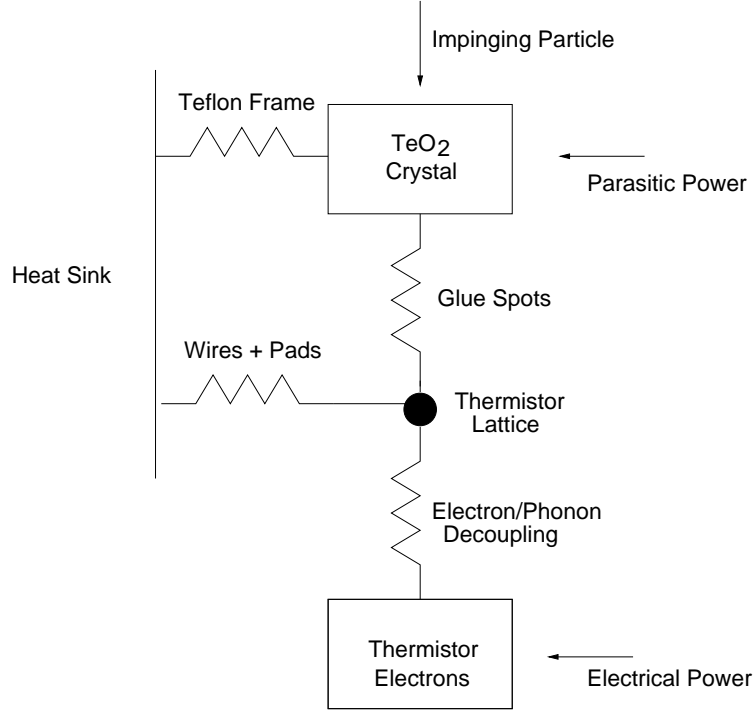 Impinging Particle
Teflon Frame
TeO2
Crystal
Parasitic Power
Heat Sink
Glue Spots
Wires + Pads
Thermistor
Lattice
Electron/Phonon
Decoupling
Thermistor
Electrons
Electrical Power